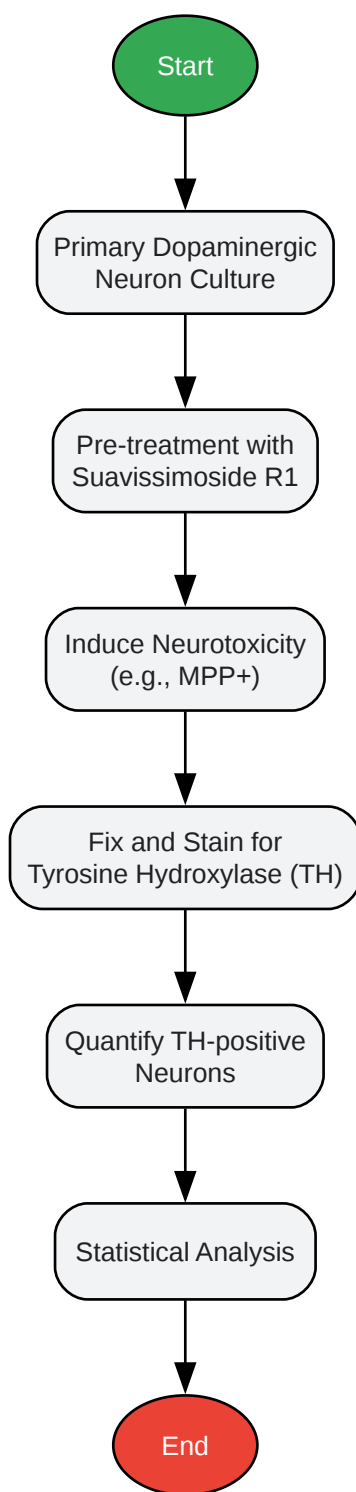 Start
Primary Dopaminergic
Neuron Culture
Pre-treatment with
Suavissimoside R1
Induce Neurotoxicity
(e.g., MPP+)
Fix and Stain for
Tyrosine Hydroxylase (TH)
Quantify TH-positive
Neurons
Statistical Analysis
End